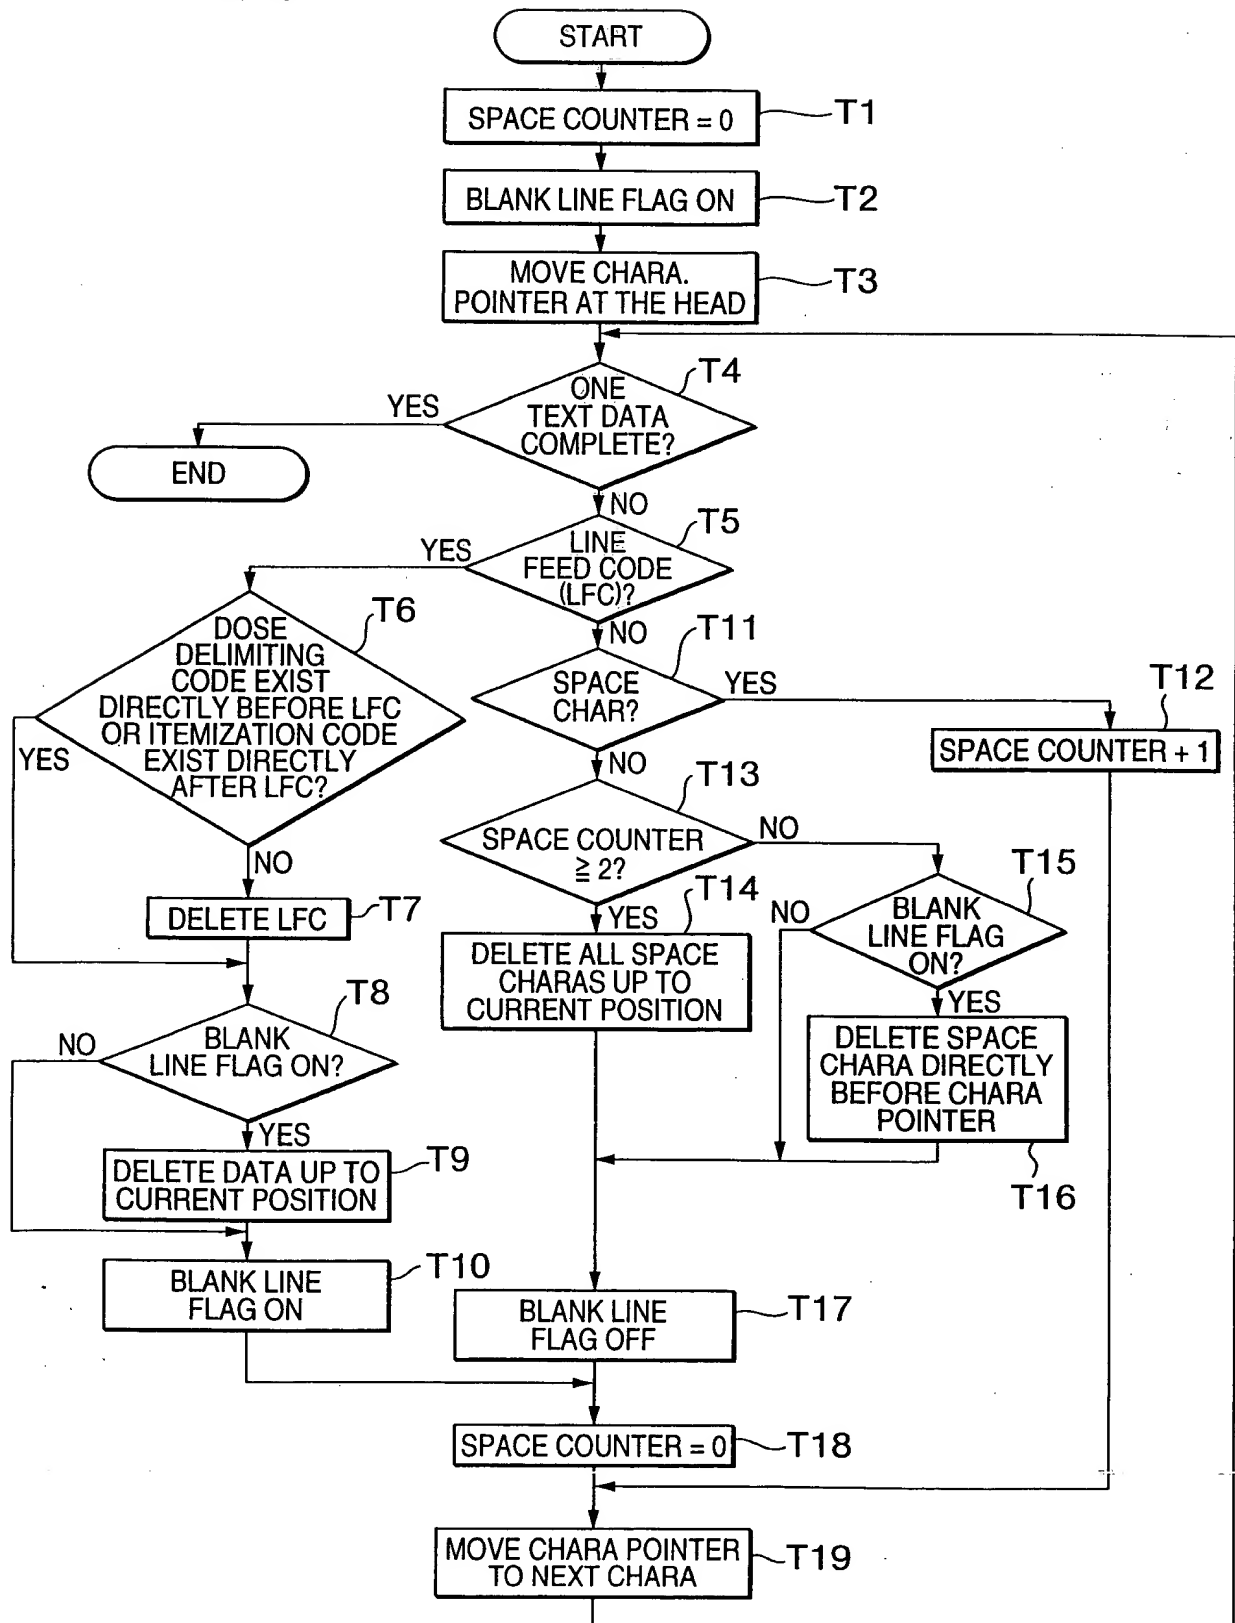 START
SPACE COUNTER = 0
T1
BLANK LINE FLAG ON
T2
MOVE CHARA.
POINTER AT THE HEAD
T3
ONE
TEXT DATA
COMPLETE?
T4
YES
END
NO
LINE
FEED CODE
(LFC)?
T5
YES
NO
DOSE
DELIMITING
CODE EXIST
DIRECTLY BEFORE LFC
OR ITEMIZATION CODE
EXIST DIRECTLY
AFTER LFC?
T6
YES
NO
DELETE LFC
T7
BLANK
LINE FLAG ON?
T8
NO
YES
DELETE DATA UP TO
CURRENT POSITION
T9
BLANK LINE
FLAG ON
T10
SPACE
CHAR?
T11
YES
NO
SPACE COUNTER + 1
T12
SPACE COUNTER
≧ 2?
T13
NO
YES
DELETE ALL SPACE
CHARAS UP TO
CURRENT POSITION
T14
BLANK
LINE FLAG
ON?
T15
NO
YES
DELETE SPACE
CHARA DIRECTLY
BEFORE CHARA
POINTER
T16
BLANK LINE
FLAG OFF
T17
SPACE COUNTER = 0
T18
MOVE CHARA POINTER
TO NEXT CHARA
T19